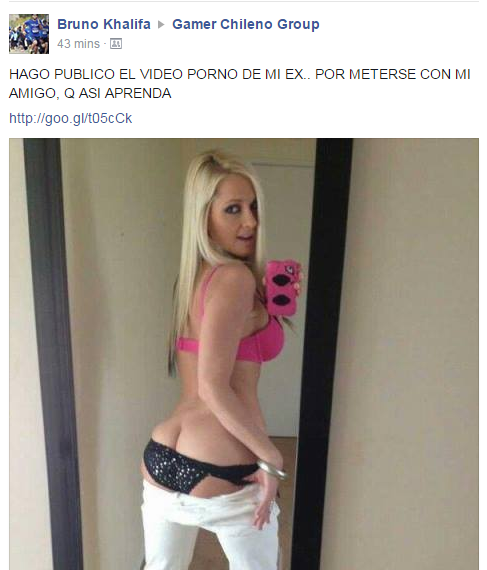 Bruno Khalifa ▸ Gamer Chileno Group
43 mins ·
HAGO PUBLICO EL VIDEO PORNO DE MI EX.. POR METERSE CON MI
AMIGO, Q ASI APRENDA
http://goo.gl/t05cCk